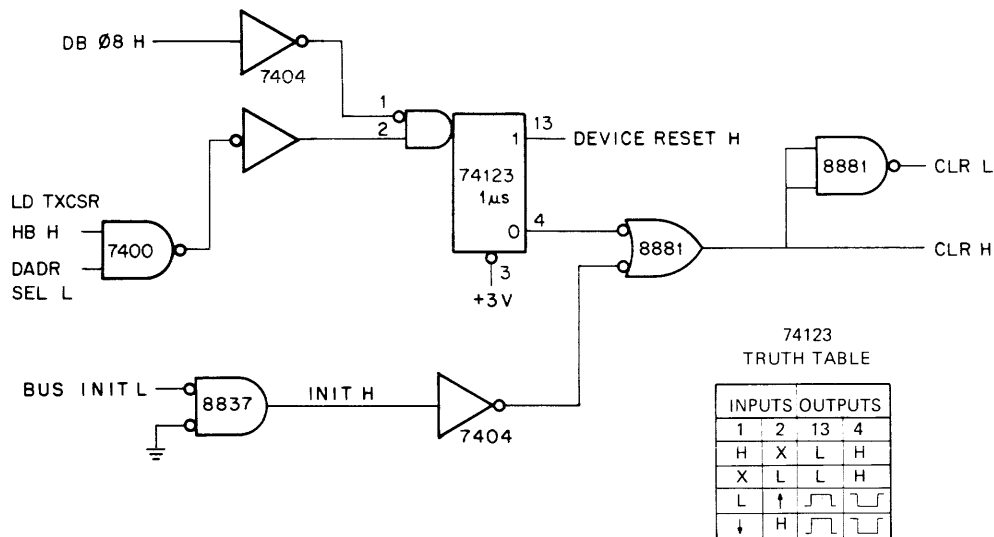 DB Ø8 H
7404
1
2
13
1
DEVICE RESET H
74123
1μs
4
0
3
+3V
8881
CLR L
8881
CLR H
LD TXCSR
HB H
7400
DADR
SEL L
BUS INIT L
8837
INIT H
7404
74123
TRUTH TABLE
INPUTS OUTPUTS
1 2 13 4
H X L H
X L L H
L ↑
↓ H